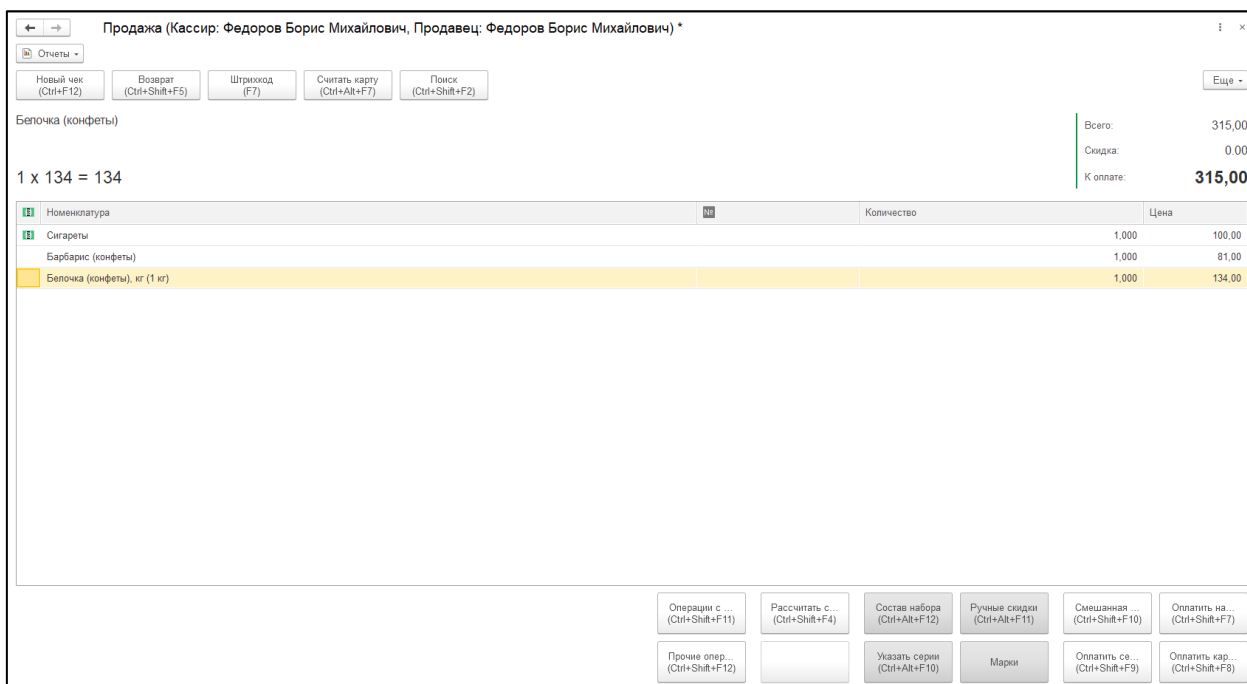 Продажа (Кассир: Федоров Борис Михайлович, Продавец: Федоров Борис Михайлович) *
Отчеты
Новый чек (Ctrl+F12)
Возврат (Ctrl+Shift+F5)
Штрихкод (F7)
Считать карту (Ctrl+Alt+F7)
Поиск (Ctrl+Shift+F2)
Еще
Белочка (конфеты)
Всего: 315,00
Скидка: 0.00
1 x 134 = 134
К оплате: 315,00
Номенклатура № Количество Цена
Сигареты 1,000 100,00
Барбарис (конфеты) 1,000 81,00
Белочка (конфеты), кг (1 кг) 1,000 134,00
Операции с ... (Ctrl+Shift+F11)
Рассчитать с... (Ctrl+Shift+F4)
Состав набора (Ctrl+Alt+F12)
Ручные скидки (Ctrl+Alt+F11)
Смешанная ... (Ctrl+Shift+F10)
Оплатить на... (Ctrl+Shift+F7)
Прочие опер... (Ctrl+Shift+F12)
Указать серии (Ctrl+Alt+F10)
Марки
Оплатить се... (Ctrl+Shift+F9)
Оплатить кар... (Ctrl+Shift+F8)